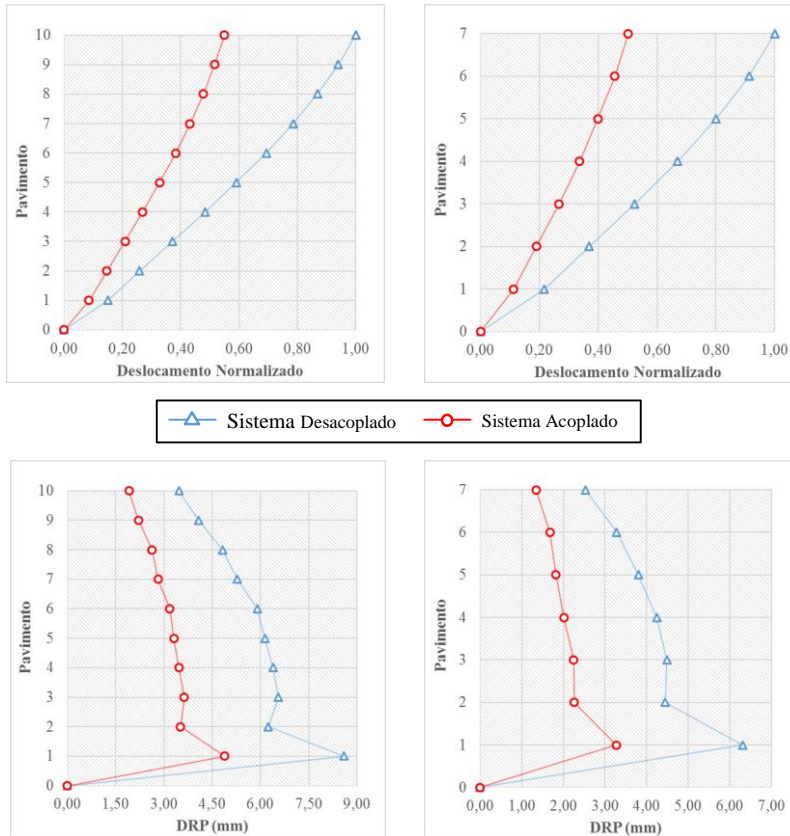 10
9
8
7
6
5
4
3
2
1
0
Pavimento
0,00 0,20 0,40 0,60 0,80 1,00
Deslocamento Normalizado
7
6
5
4
3
2
1
0
Pavimento
0,00 0,20 0,40 0,60 0,80 1,00
Deslocamento Normalizado
Sistema Desacoplado Sistema Acoplado
10
9
8
7
6
5
4
3
2
1
0
Pavimento
0,00 1,50 3,00 4,50 6,00 7,50 9,00
DRP (mm)
7
6
5
4
3
2
1
0
Pavimento
0,00 1,00 2,00 3,00 4,00 5,00 6,00 7,00
DRP (mm)